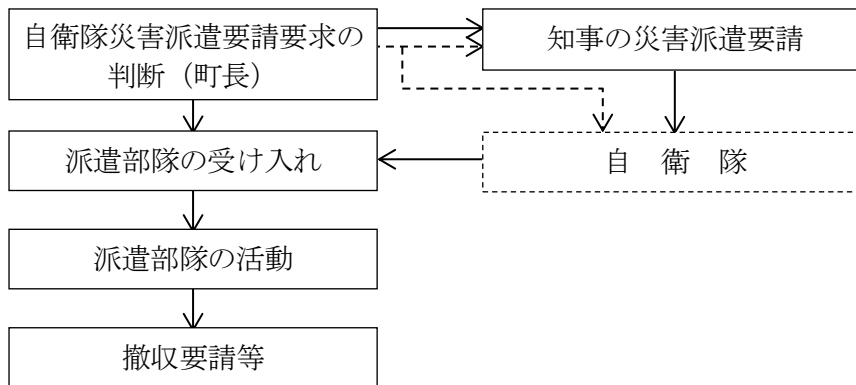 自衛隊災害派遣要請要求の
判断（町長）
知事の災害派遣要請
派遣部隊の受け入れ
自　衛　隊
派遣部隊の活動
撤収要請等